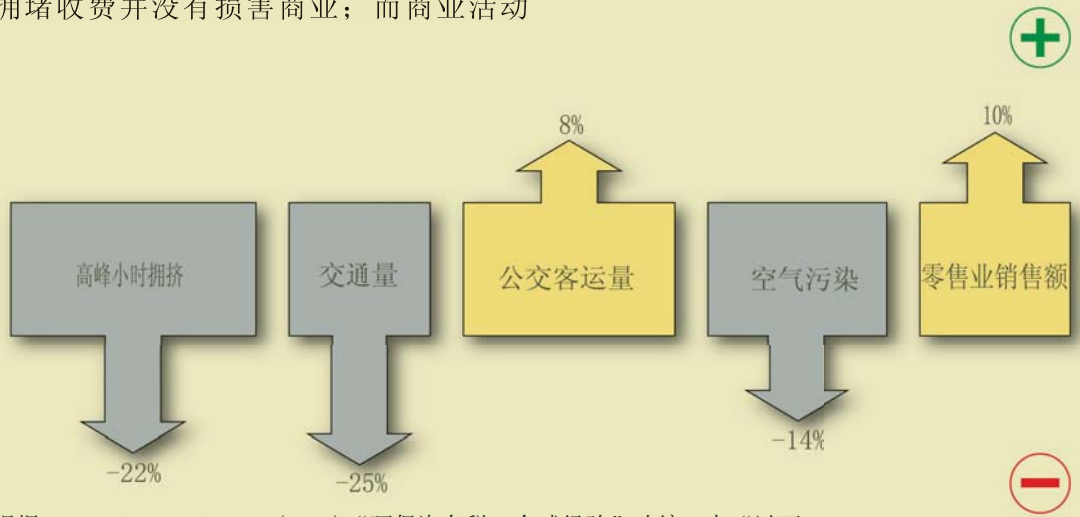 拥堵收费并没有损害商业；而商业活动
8%
10%
高峰小时拥挤
交通量
公交客运量
空气污染
零售业销售额
-22%
-25%
-14%